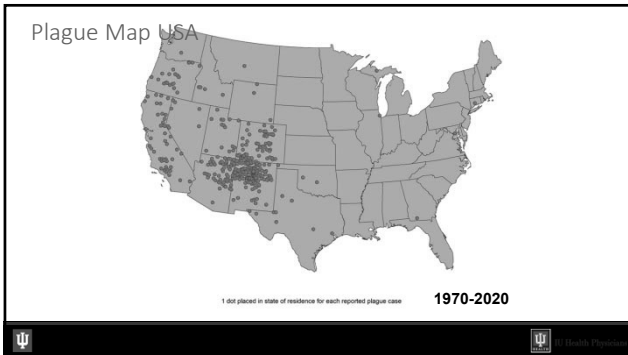 Plague Map USA
1 dot placed in state of residence for each reported plague case
1970-2020
IU Health Physicians